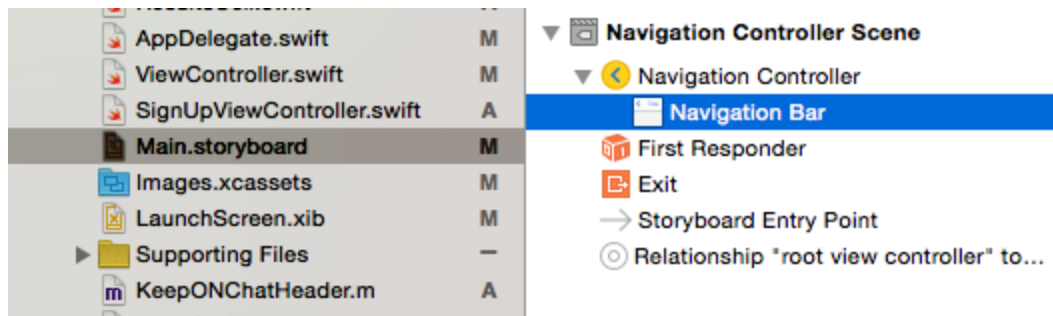 AppDelegate.swift M
ViewController.swift M
SignUpViewController.swift A
Main.storyboard M
Images.xcassets M
LaunchScreen.xib M
Supporting Files –
KeepONChatHeader.m A
Navigation Controller Scene
Navigation Controller
Navigation Bar
First Responder
Exit
Storyboard Entry Point
Relationship "root view controller" to...